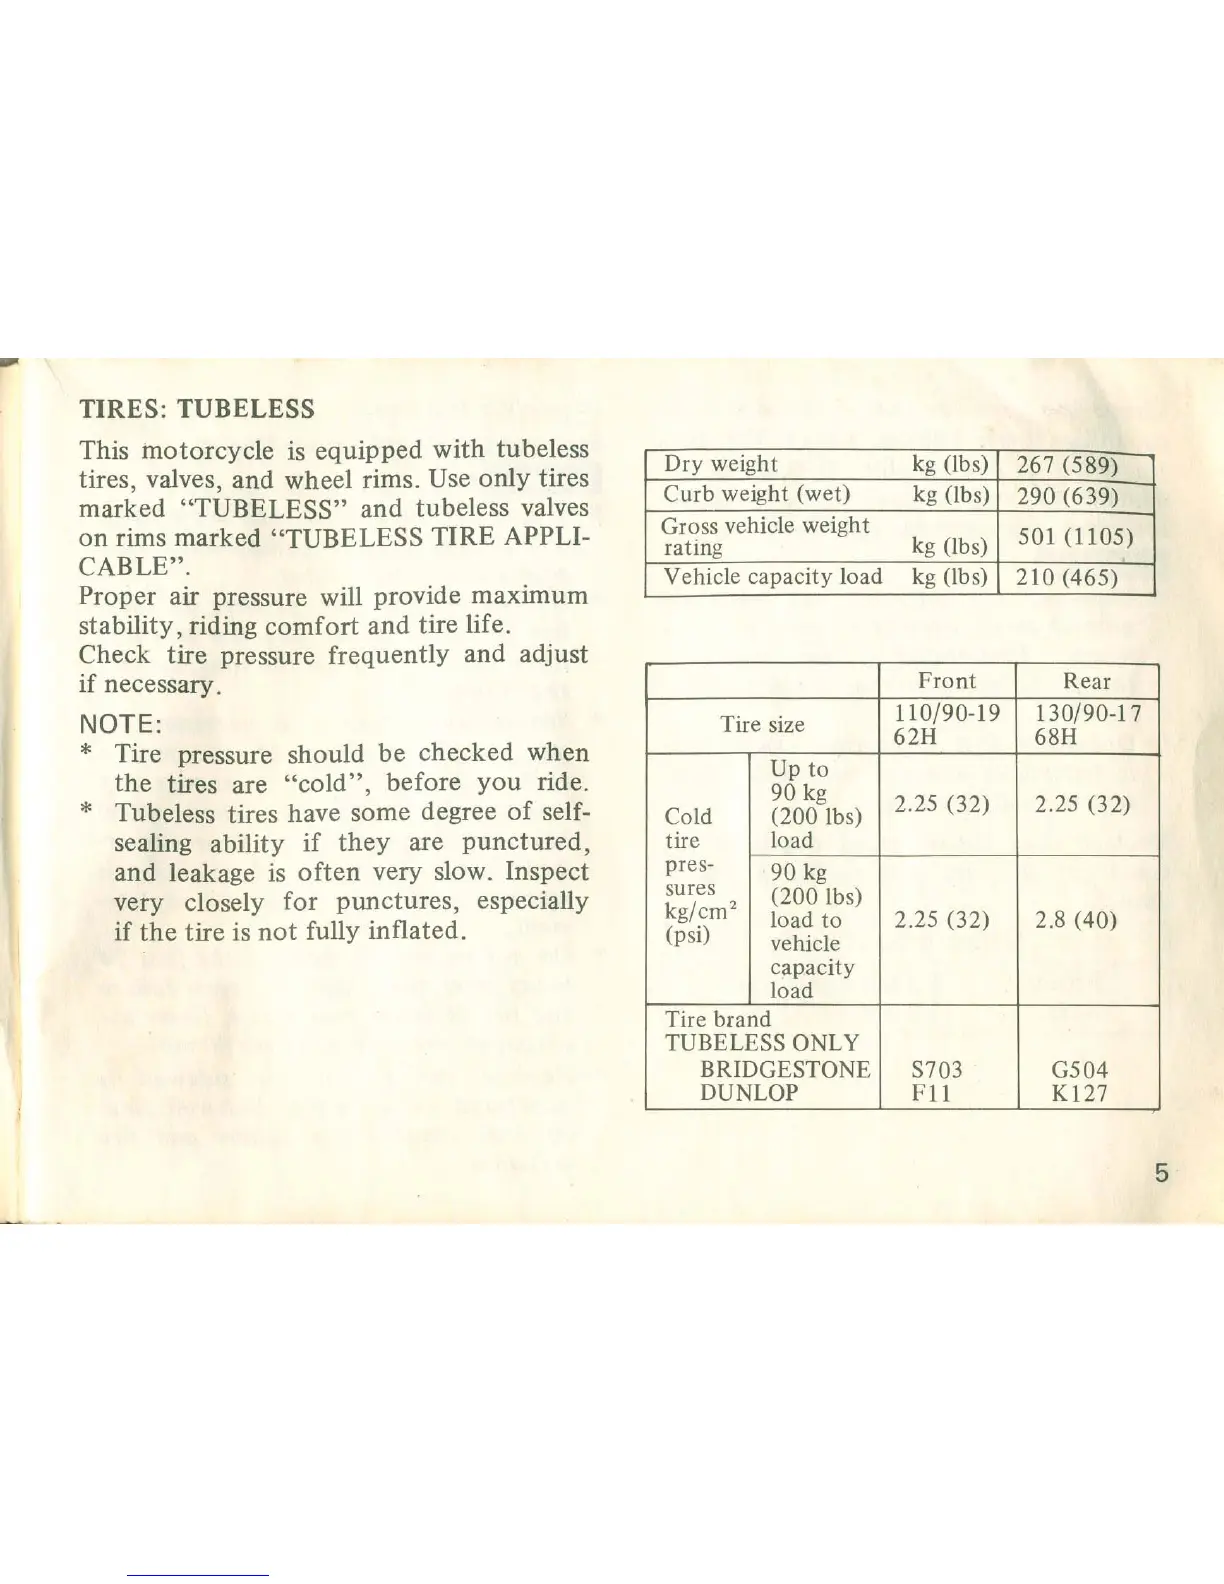 TIRES: TUBELESS
This motorcycle is equipped with tubeless
tires, valves, and wheel rims. Use only tires
marked “TUBELESS” and tubeless valves
on rims marked “TUBELESS TIRE APPLI-
CABLE”.
Proper air pressure will provide maximum
stability, riding comfort and tire life.
Check tire pressure frequently and adjust
if necessary.
NOTE:
* Tire pressure should be checked when
the tires are “cold”, before you ride.
* Tubeless tires have some degree of self-
sealing ability if they are punctured,
and leakage is often very slow. Inspect
very closely for punctures, especially
if the tire is not fully inflated.
Dry weight kg (lbs) 267 (589)
Curb weight (wet) kg (lbs) 290 (639)
Gross vehicle weight
rating kg (lbs) 501 (1105)
Vehicle capacity load kg (lbs) 210 (465)
Front Rear
Tire size
110/90-19
62H
130/90-17
68H
Cold
tire
pres-
sures
kg/cm²
(psi)
Up to
90 kg
(200 lbs)
load
2.25 (32) 2.25 (32)
90 kg
(200 lbs)
load to
vehicle
capacity
load
2.25 (32) 2.8 (40)
Tire brand
TUBELESS ONLY
BRIDGESTONE S703 G504
DUNLOP F11 K127
5